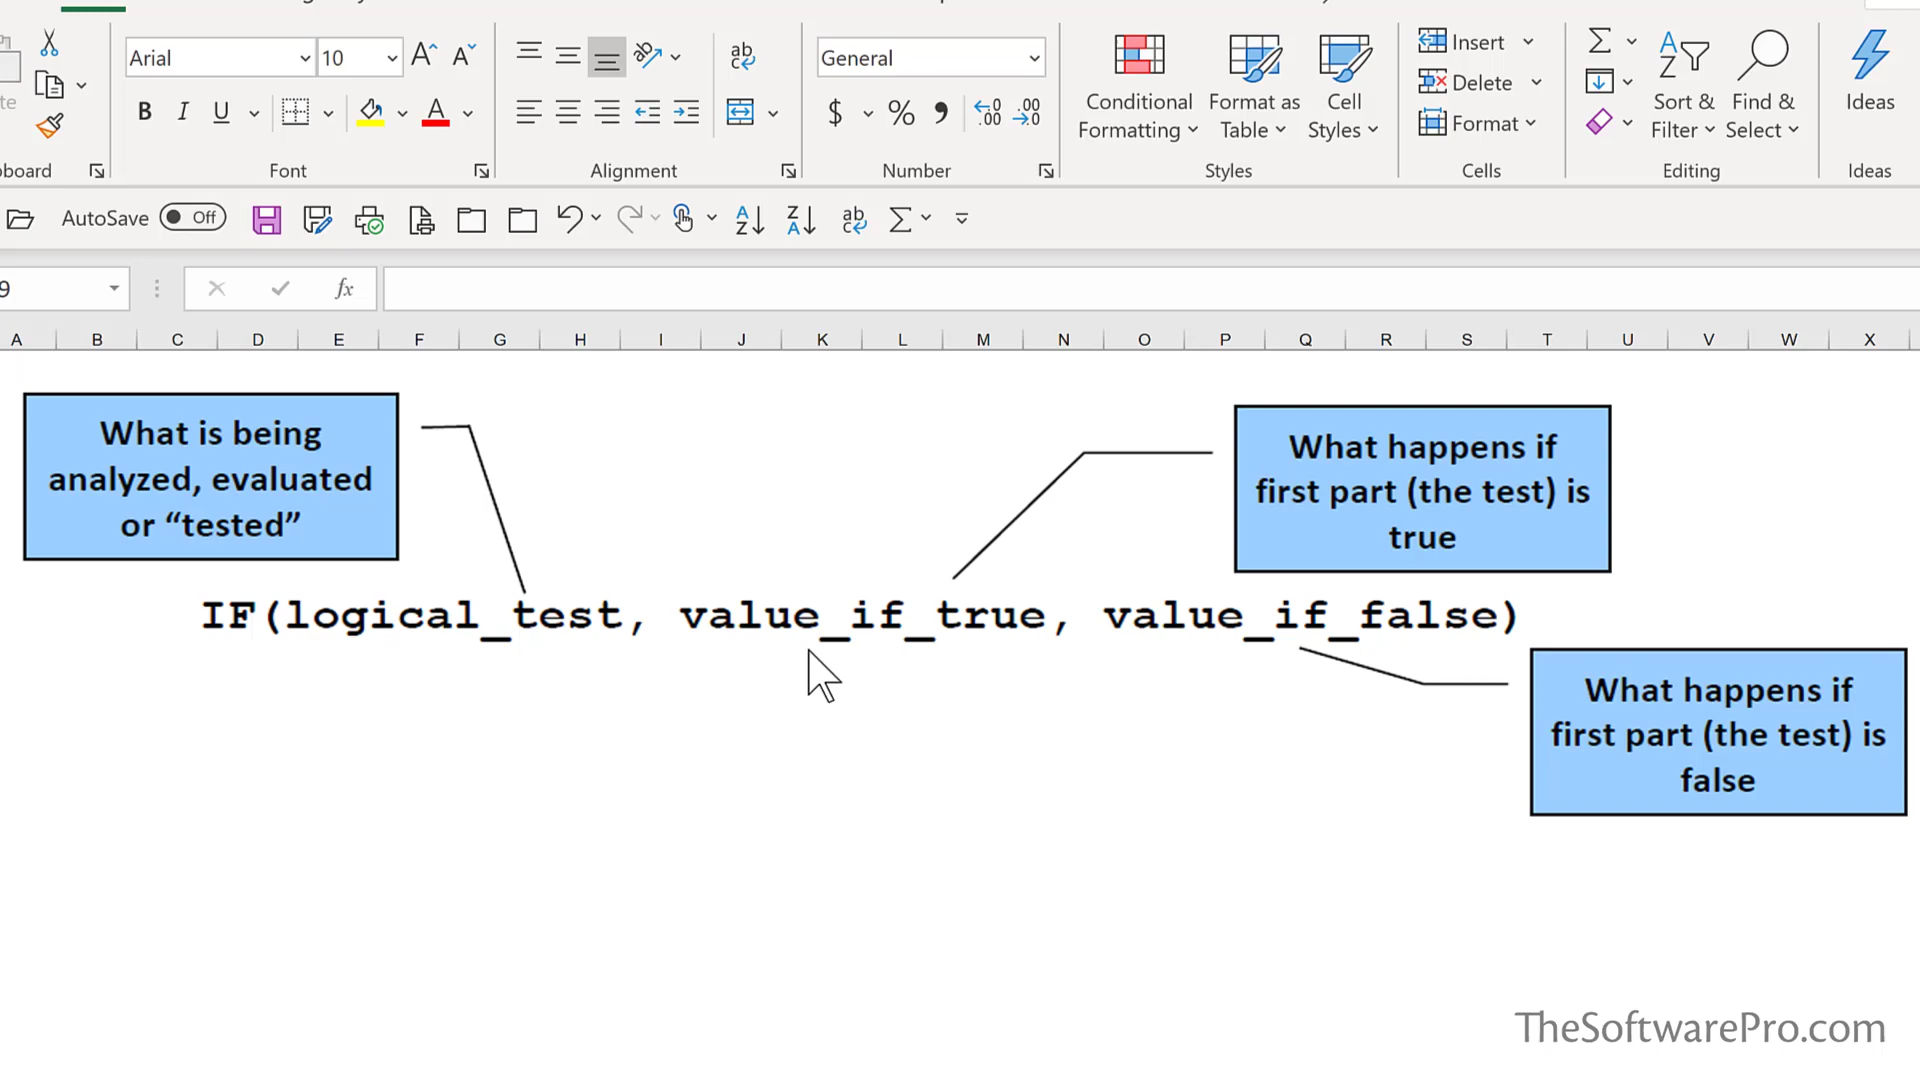 Arial
10
General
Conditional
Formatting
Format as
Table
Cell
Styles
Insert
Delete
Format
Sort &
Filter
Find &
Select
Ideas
B I U
A
$ % ,
board
Font
Alignment
Number
Styles
Cells
Editing
Ideas
AutoSave Off
9
fx
A B C D E F G H I J K L M N O P Q R S T U V W X
What is being
analyzed, evaluated
or “tested”
What happens if
first part (the test) is
true
IF(logical_test, value_if_true, value_if_false)
What happens if
first part (the test) is
false
TheSoftwarePro.com